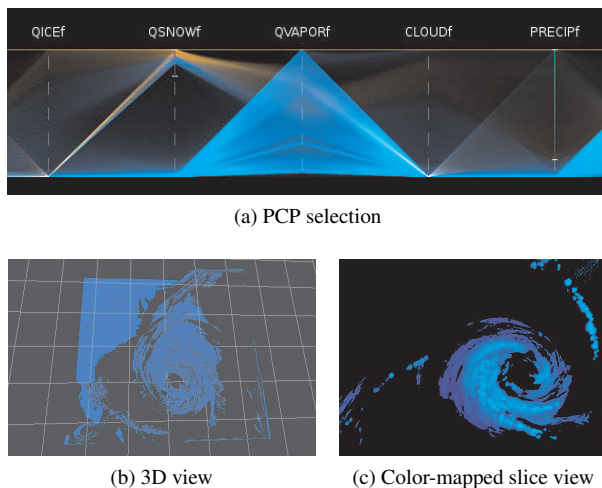 QICEf QSNOWf QVAPORf CLOUDf PRECIPf
(a) PCP selection
(b) 3D view (c) Color-mapped slice view